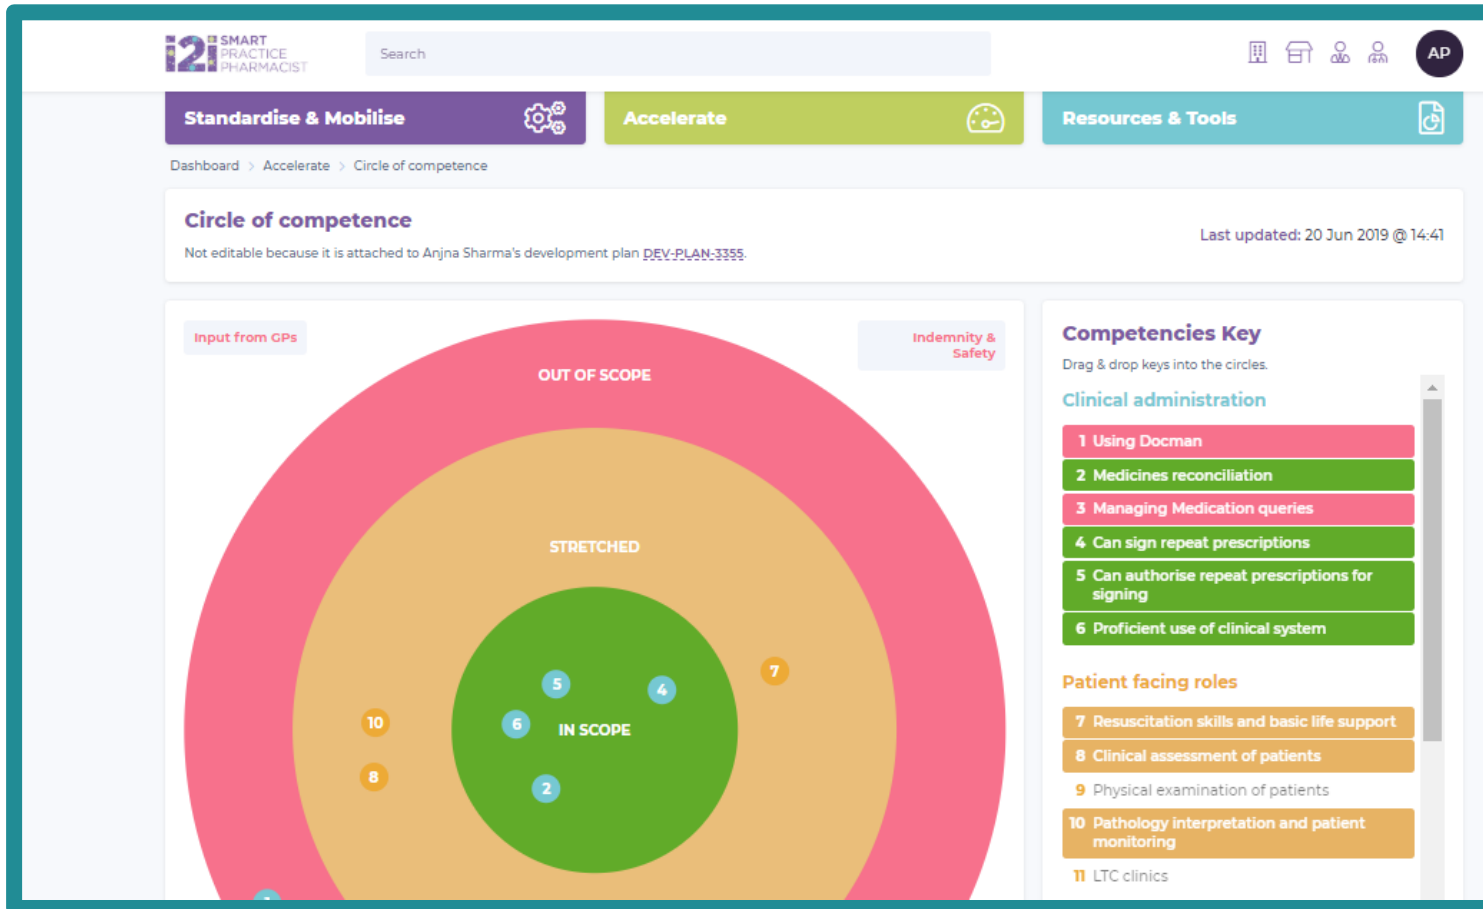 i2i SMART
PRACTICE
PHARMACIST
Search
AP
Standardise & Mobilise
Accelerate
Resources & Tools
Dashboard > Accelerate > Circle of competence
Circle of competence
Not editable because it is attached to Anjna Sharma's development plan DEV-PLAN-3355.
Last updated: 20 Jun 2019 @ 14:41
Input from GPs
Indemnity &
Safety
OUT OF SCOPE
STRETCHED
IN SCOPE
5
4
7
10
6
8
2
Competencies Key
Drag & drop keys into the circles.
Clinical administration
1 Using Docman
2 Medicines reconciliation
3 Managing Medication queries
4 Can sign repeat prescriptions
5 Can authorise repeat prescriptions for
signing
6 Proficient use of clinical system
Patient facing roles
7 Resuscitation skills and basic life support
8 Clinical assessment of patients
9 Physical examination of patients
10 Pathology interpretation and patient
monitoring
11 LTC clinics